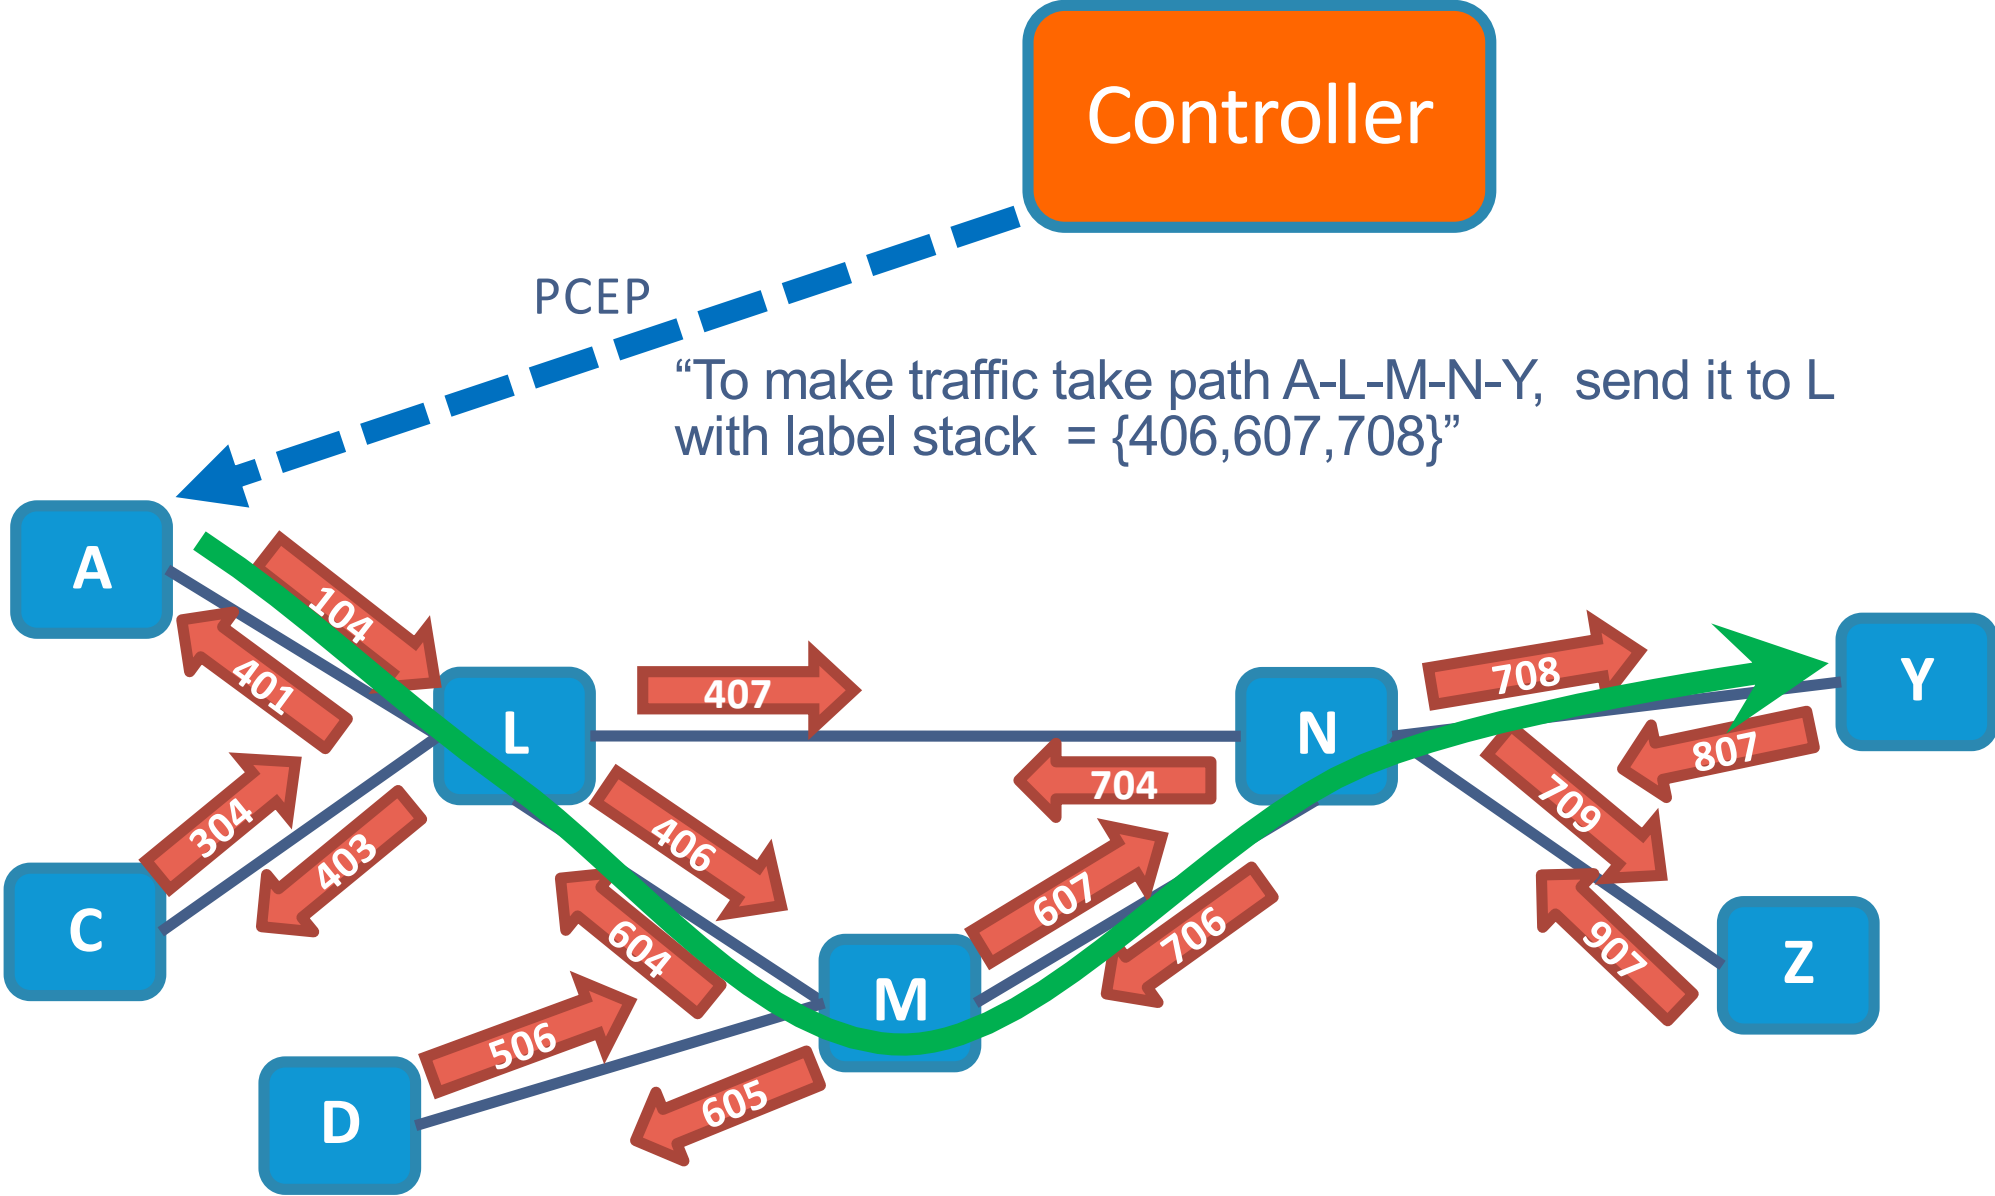 Controller
PCEP
“To make traffic take path A-L-M-N-Y,  send it to L
with label stack  = {406,607,708}”
A
104
401
L
407
N
708
Y
807
704
709
304
403
C
406
604
607
706
907
Z
M
506
605
D